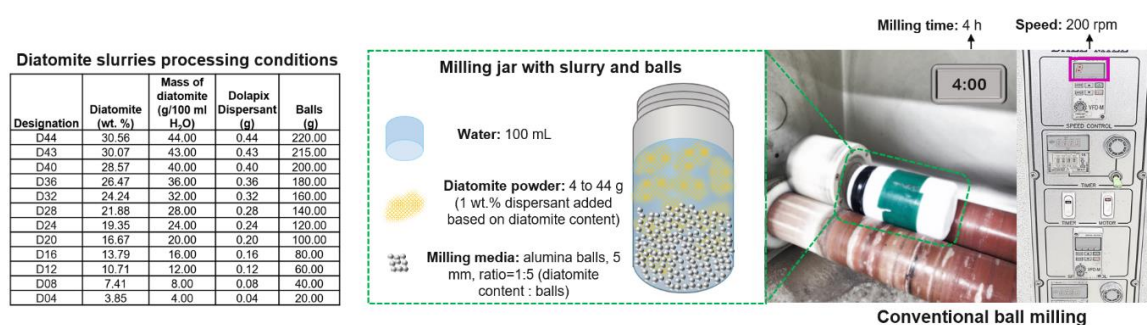 Milling time: 4 h
Speed: 200 rpm
Diatomite slurries processing conditions
Designation | Diatomite (wt. %) | Mass of diatomite (g/100 ml H₂O) | Dolapix Dispersant (g) | Balls (g)
D44 30.56 44.00 0.44 220.00
D43 30.07 43.00 0.43 215.00
D40 28.57 40.00 0.40 200.00
D36 26.47 36.00 0.36 180.00
D32 24.24 32.00 0.32 160.00
D28 21.88 28.00 0.28 140.00
D24 19.35 24.00 0.24 120.00
D20 16.67 20.00 0.20 100.00
D16 13.79 16.00 0.16 80.00
D12 10.71 12.00 0.12 60.00
D08 7.41 8.00 0.08 40.00
D04 3.85 4.00 0.04 20.00
Milling jar with slurry and balls
Water: 100 mL
Diatomite powder: 4 to 44 g
(1 wt.% dispersant added
based on diatomite content)
Milling media: alumina balls, 5
mm, ratio=1:5 (diatomite
content : balls)
4:00
BALL MILL
YFD-M
SPEED CONTROL
TIMER
TIMER MOTOR
Conventional ball milling